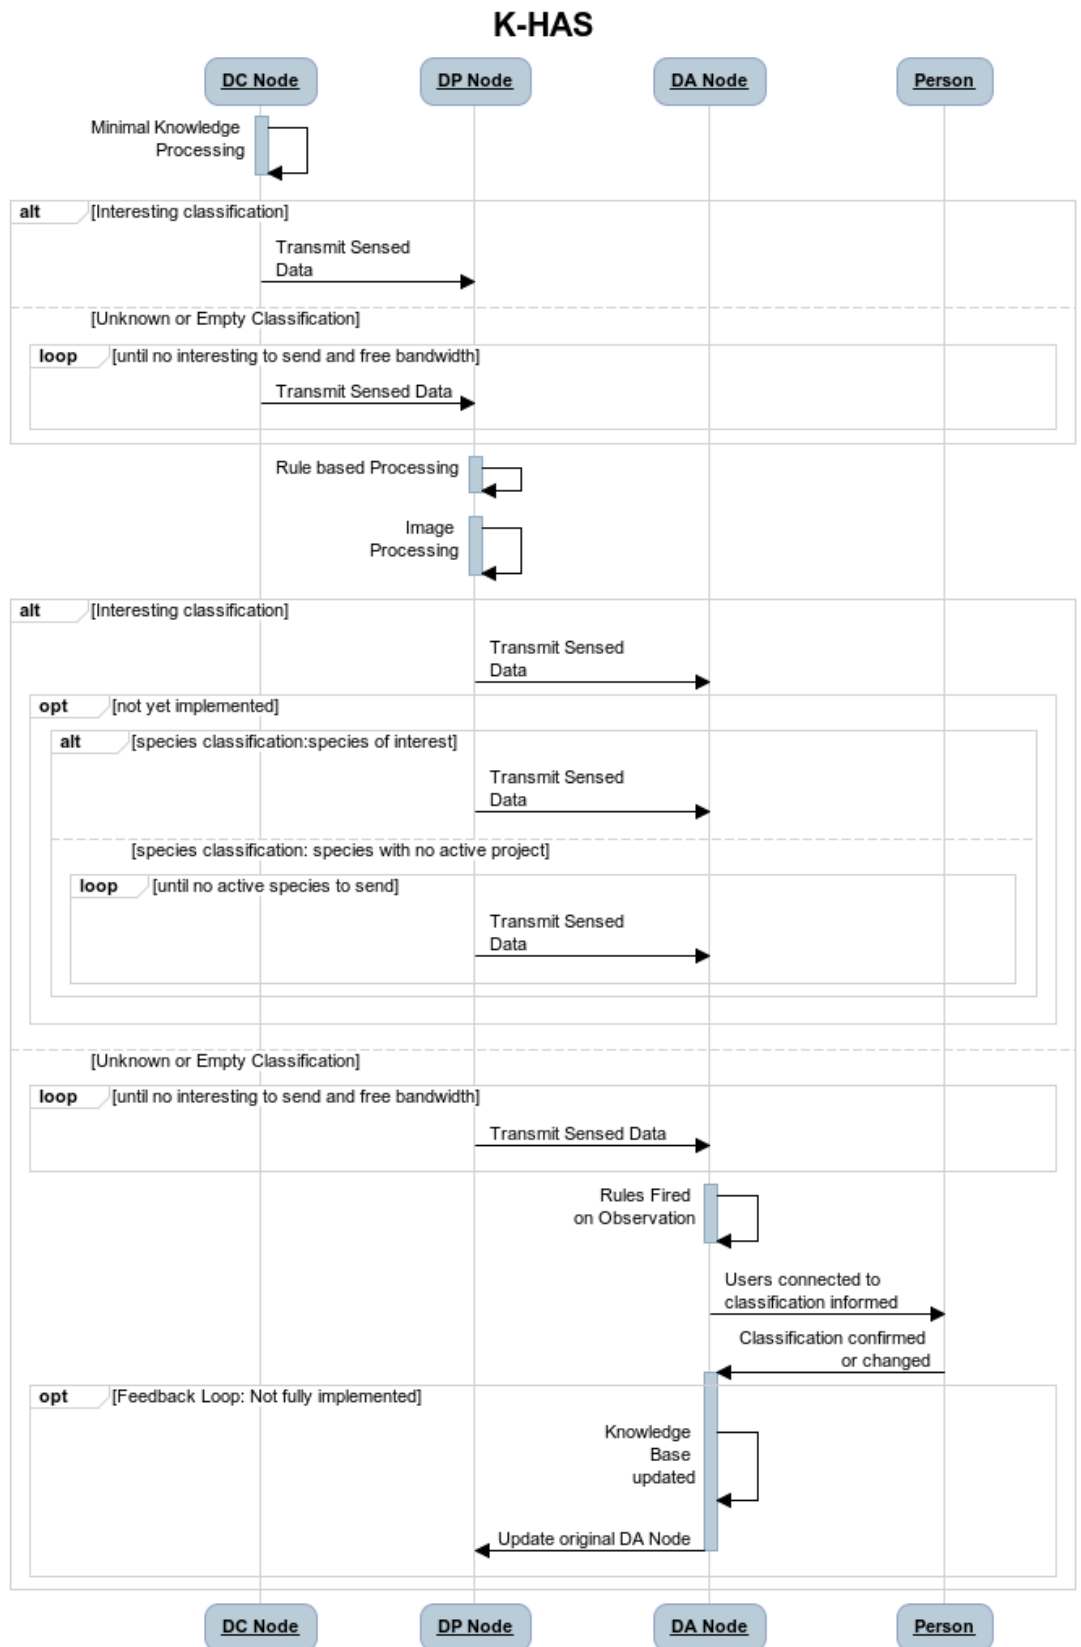 K-HAS
DC Node
DP Node
DA Node
Person
Minimal Knowledge
Processing
alt
[Interesting classification]
Transmit Sensed
Data
[Unknown or Empty Classification]
loop
[until no interesting to send and free bandwidth]
Transmit Sensed Data
Rule based Processing
Image
Processing
alt
[Interesting classification]
Transmit Sensed
Data
opt
[not yet implemented]
alt
[species classification:species of interest]
Transmit Sensed
Data
[species classification: species with no active project]
loop
[until no active species to send]
Transmit Sensed
Data
[Unknown or Empty Classification]
loop
[until no interesting to send and free bandwidth]
Transmit Sensed Data
Rules Fired
on Observation
Users connected to
classification informed
Classification confirmed
or changed
opt
[Feedback Loop: Not fully implemented]
Knowledge
Base
updated
Update original DA Node
DC Node
DP Node
DA Node
Person